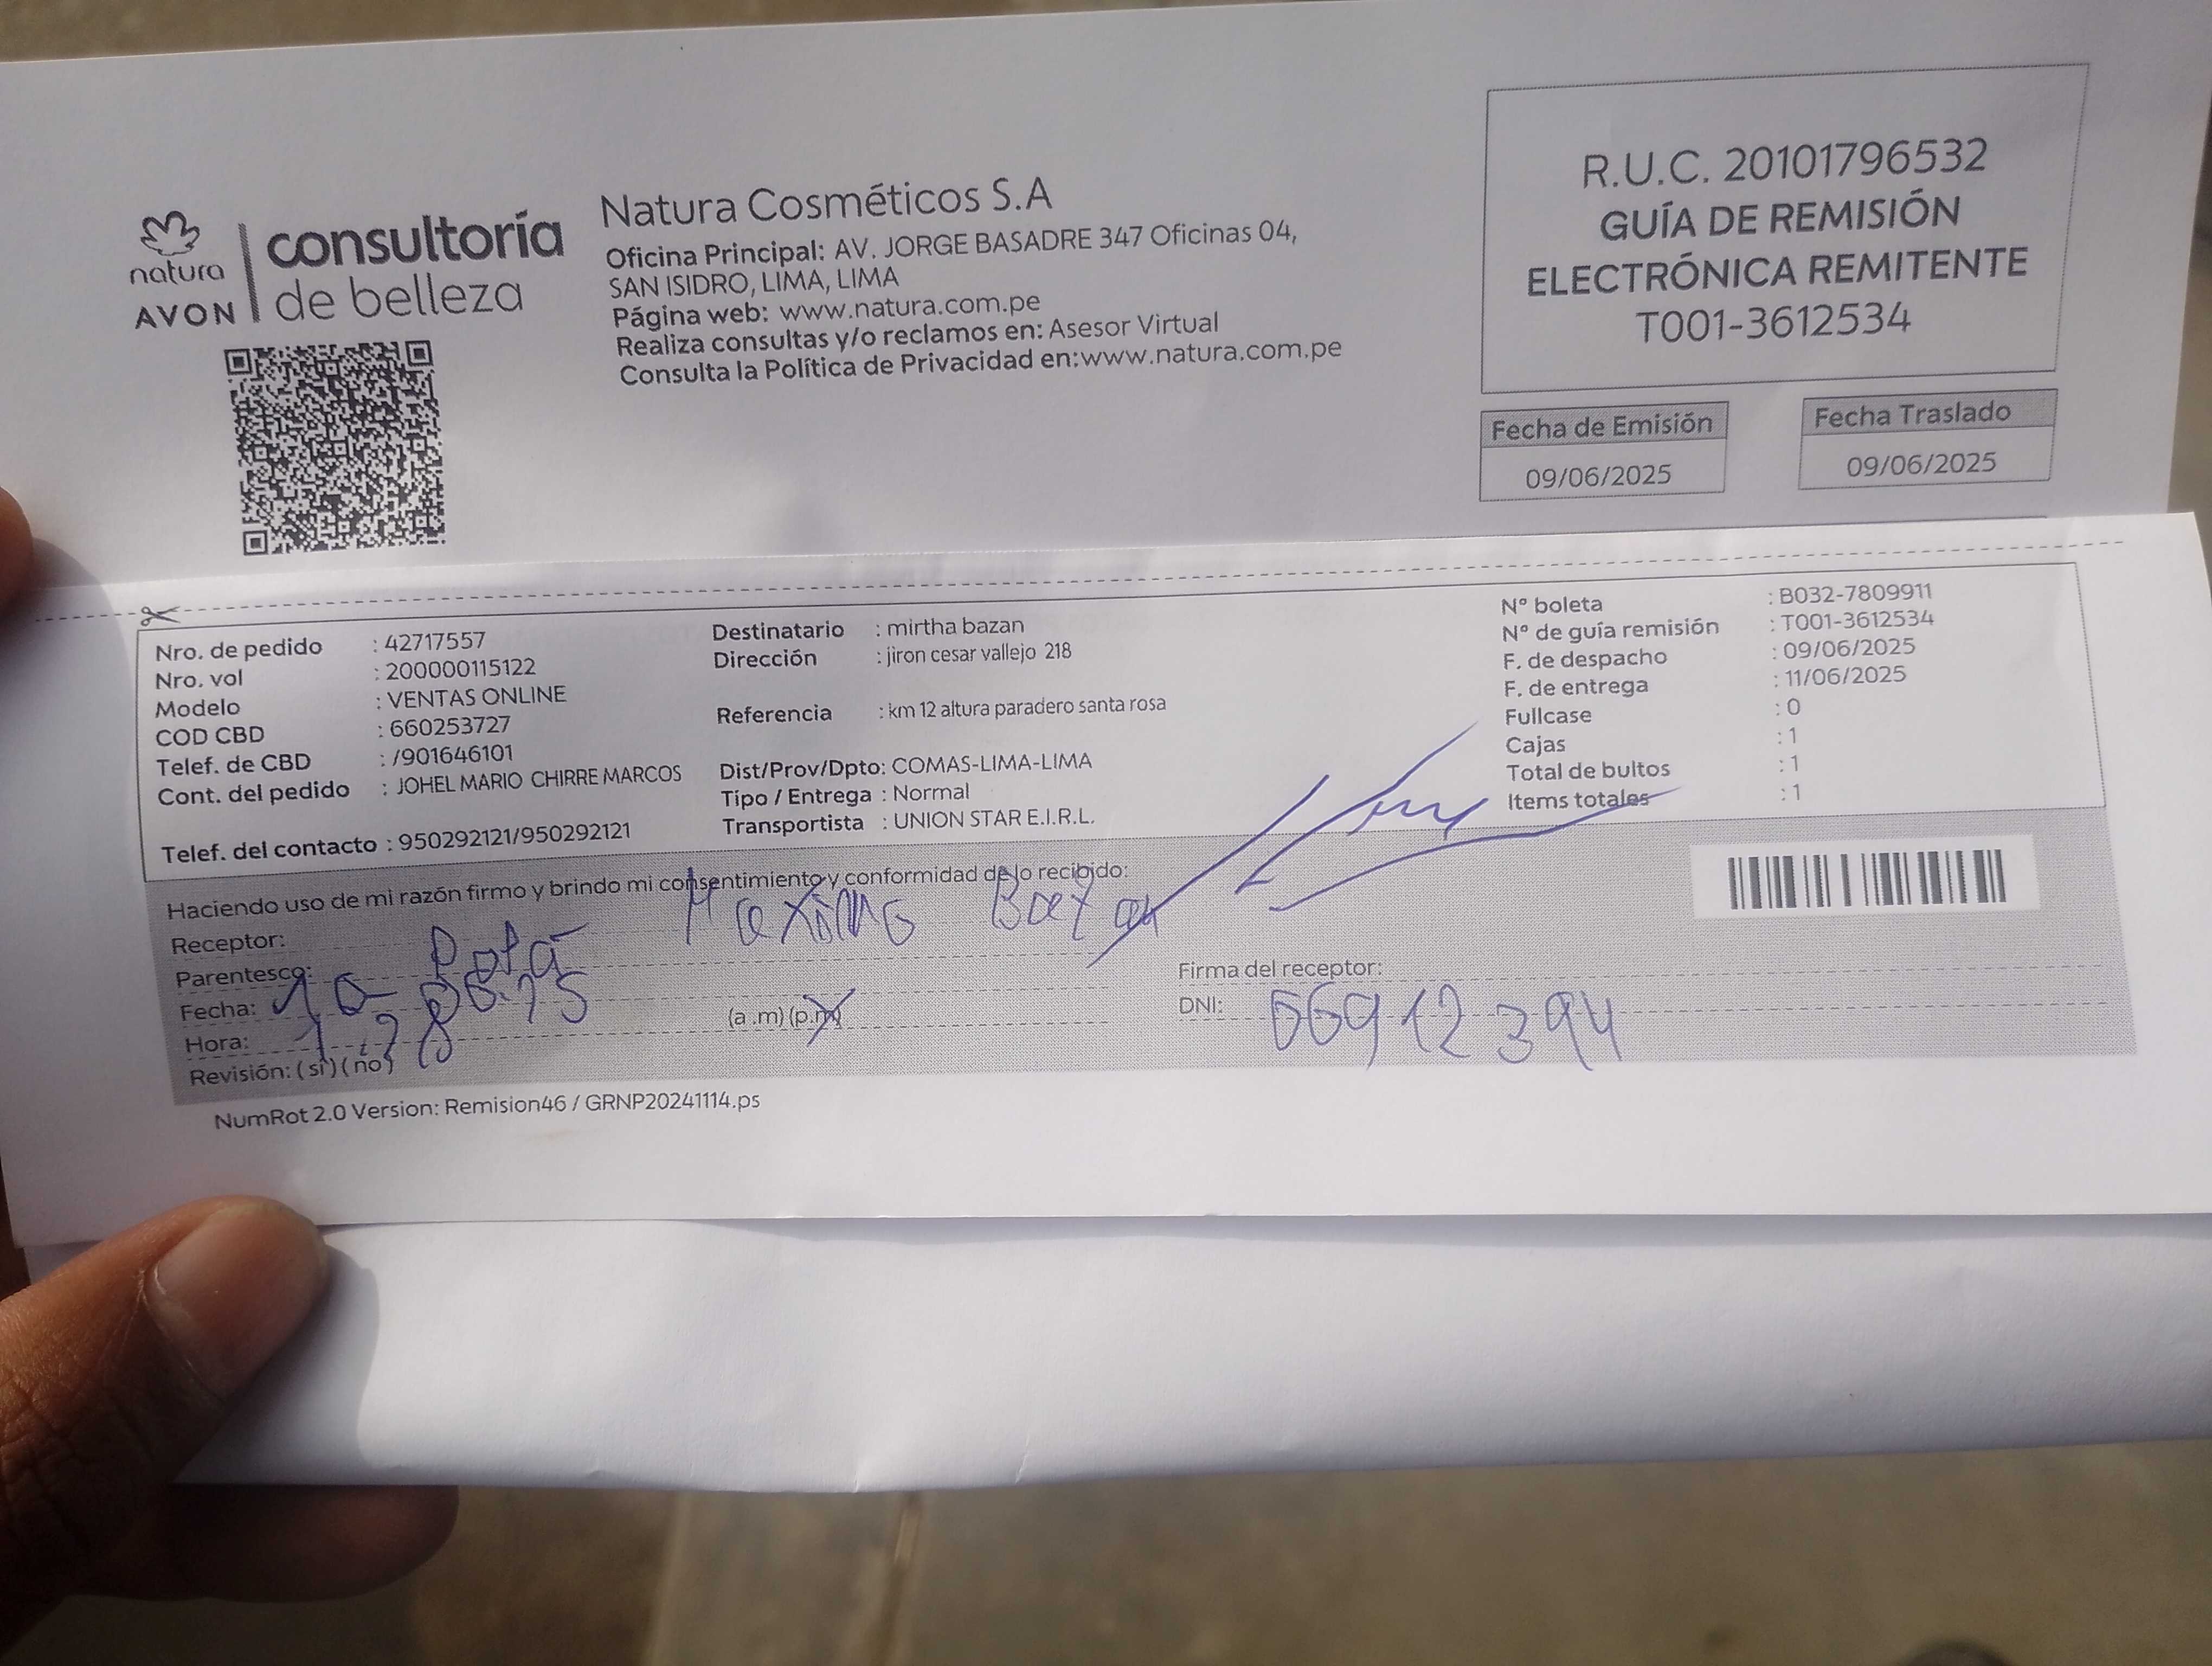 natura
AVON
consultoría
de belleza
Natura Cosméticos S.A
Oficina Principal: AV. JORGE BASADRE 347 Oficinas 04,
SAN ISIDRO, LIMA, LIMA
Página web: www.natura.com.pe
Realiza consultas y/o reclamos en: Asesor Virtual
Consulta la Política de Privacidad en:www.natura.com.pe
R.U.C. 20101796532
GUÍA DE REMISIÓN
ELECTRÓNICA REMITENTE
T001-3612534
Fecha de Emisión
09/06/2025
Fecha Traslado
09/06/2025
Nro. de pedido : 42717557
Nro. vol : 200000115122
Modelo : VENTAS ONLINE
COD CBD : 660253727
Telef. de CBD : /901646101
Cont. del pedido : JOHEL MARIO CHIRRE MARCOS
Telef. del contacto : 950292121/950292121
Destinatario : mirtha bazan
Dirección : jiron cesar vallejo 218
Referencia : km 12 altura paradero santa rosa
Dist/Prov/Dpto: COMAS-LIMA-LIMA
Tipo / Entrega : Normal
Transportista : UNION STAR E.I.R.L.
N° boleta : B032-7809911
N° de guía remisión : T001-3612534
F. de despacho : 09/06/2025
F. de entrega : 11/06/2025
Fullcase : 0
Cajas : 1
Total de bultos : 1
Items totales : 1
Haciendo uso de mi razón firmo y brindo mi consentimiento y conformidad de lo recibido:
Receptor: Maximo
Parentesco:
Fecha:
Hora: 1:28 (a .m) (p.m)
Revisión: (si) (no)
Firma del receptor:
DNI: 06912394
NumRot 2.0 Version: Remision46 / GRNP20241114.ps